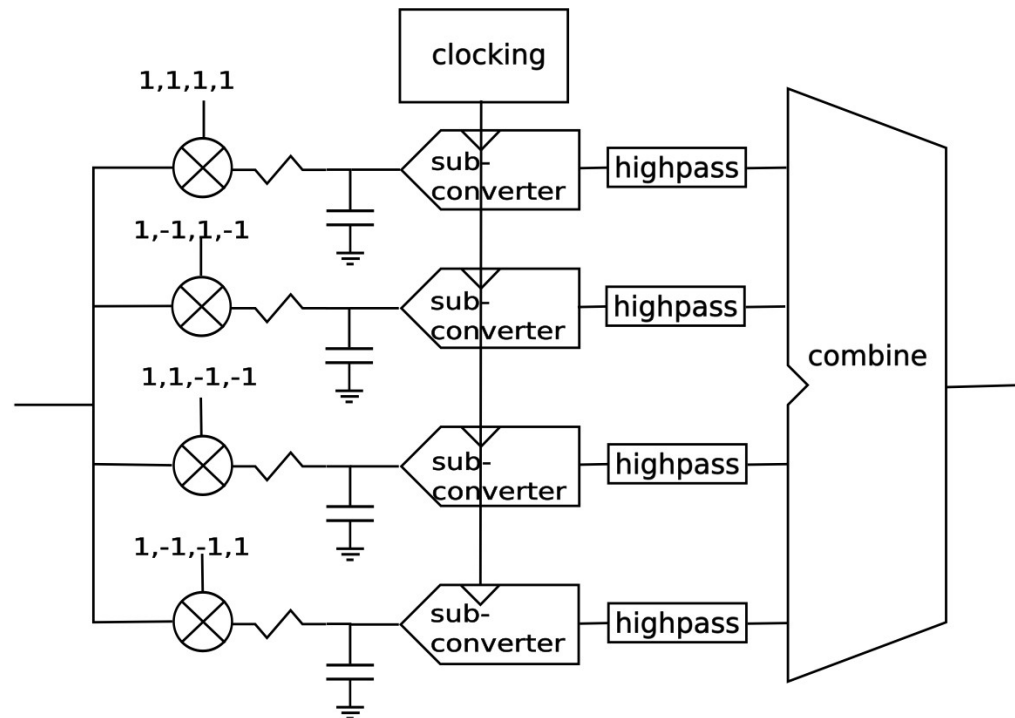 clocking
1,1,1,1
sub-
converter
highpass
1,-1,1,-1
sub-
converter
highpass
combine
1,1,-1,-1
sub-
converter
highpass
1,-1,-1,1
sub-
converter
highpass